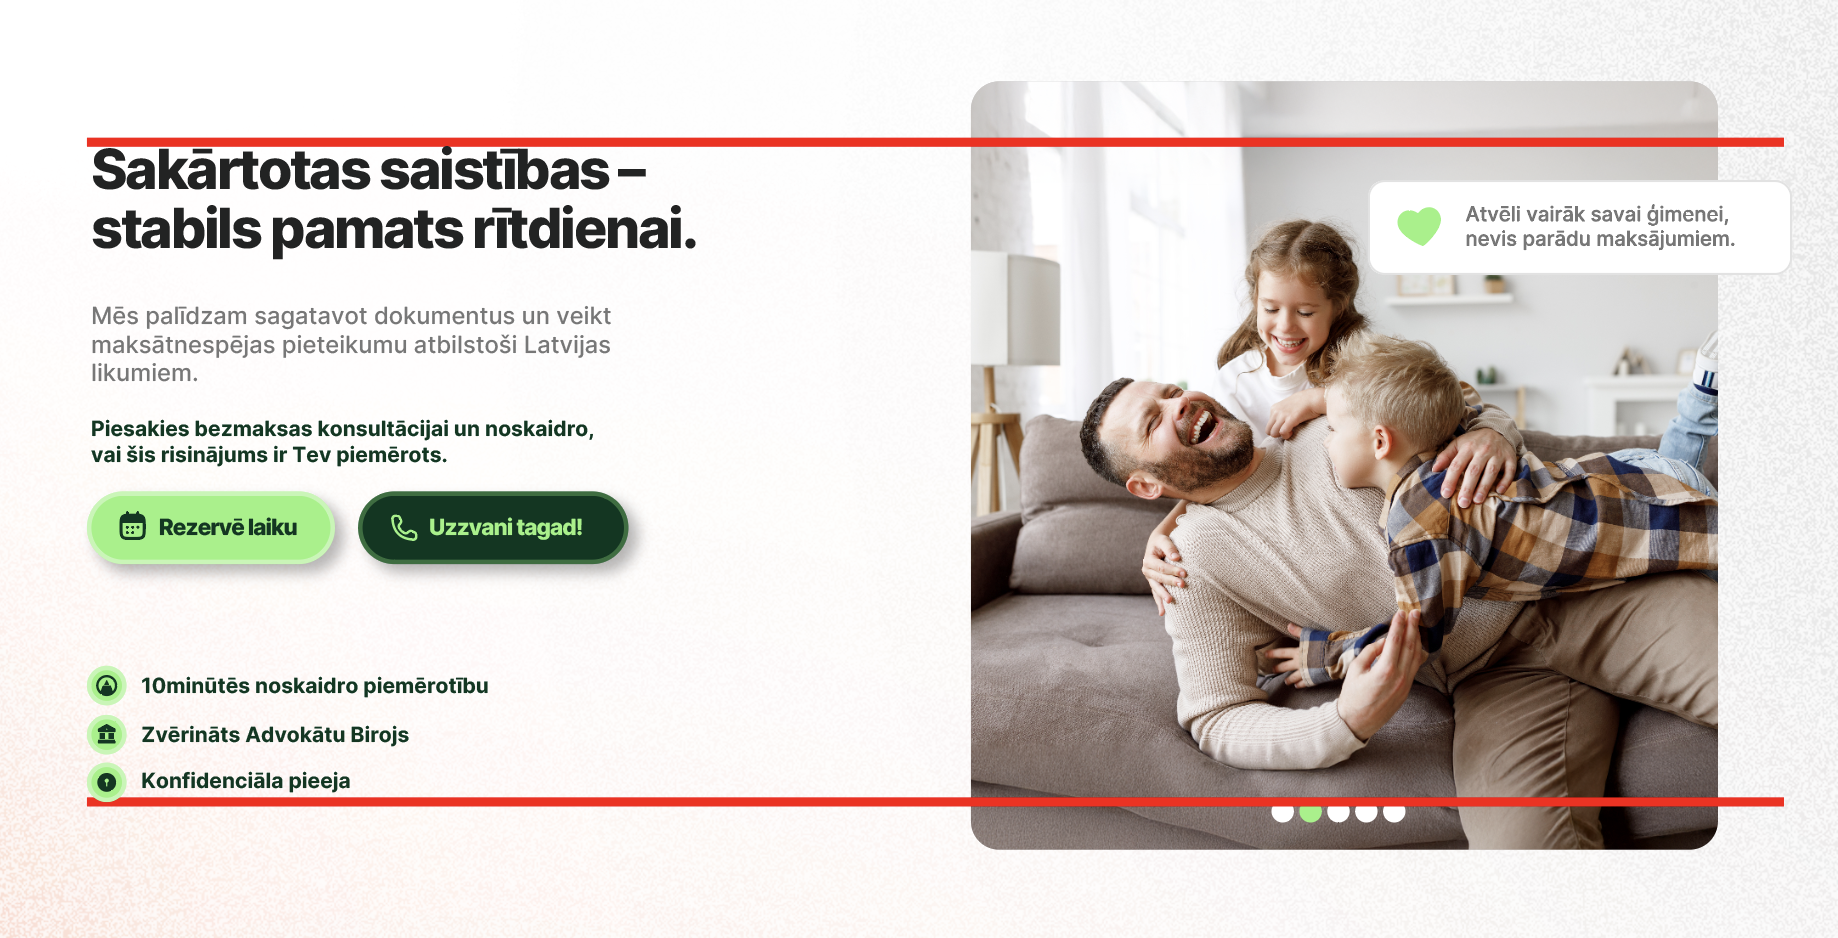 Sakārtotas saistības –
stabils pamats rītdienai.
Mēs palīdzam sagatavot dokumentus un veikt
maksātnespējas pieteikumu atbilstoši Latvijas
likumiem.
Piesakies bezmaksas konsultācijai un noskaidro,
vai šis risinājums ir Tev piemērots.
Rezervē laiku
Uzzvani tagad!
10minūtēs noskaidro piemērotību
Zvērināts Advokātu Birojs
Konfidenciāla pieeja
Atvēli vairāk savai ģimenei,
nevis parādu maksājumiem.